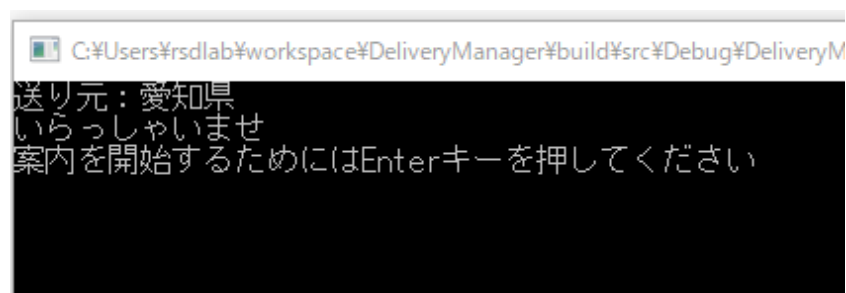 C:¥Users¥rsdlab¥workspace¥DeliveryManager¥build¥src¥Debug¥DeliveryM
送り元：愛知県
いらっしゃいませ
案内を開始するためにはEnterキーを押してください